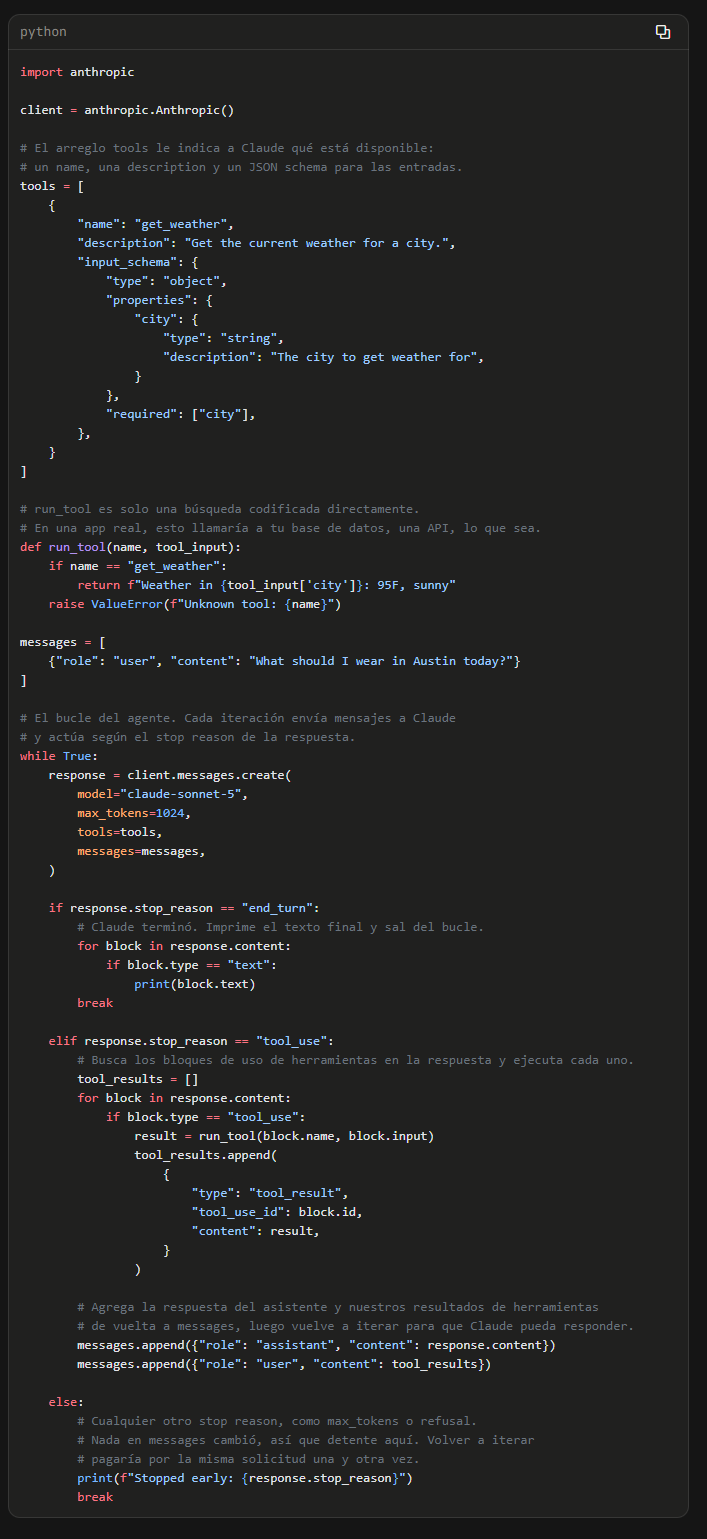 python
import anthropic
client = anthropic.Anthropic()
# El arreglo tools le indica a Claude qué está disponible:
# un name, una description y un JSON schema para las entradas.
tools = [
    {
        "name": "get_weather",
        "description": "Get the current weather for a city.",
        "input_schema": {
            "type": "object",
            "properties": {
                "city": {
                    "type": "string",
                    "description": "The city to get weather for",
                }
            },
            "required": ["city"],
        },
    }
]
# run_tool es solo una búsqueda codificada directamente.
# En una app real, esto llamaría a tu base de datos, una API, lo que sea.
def run_tool(name, tool_input):
    if name == "get_weather":
        return f"Weather in {tool_input['city']}: 95F, sunny"
    raise ValueError(f"Unknown tool: {name}")
messages = [
    {"role": "user", "content": "What should I wear in Austin today?"}
]
# El bucle del agente. Cada iteración envía mensajes a Claude
# y actúa según el stop reason de la respuesta.
while True:
    response = client.messages.create(
        model="claude-sonnet-5",
        max_tokens=1024,
        tools=tools,
        messages=messages,
    )
    if response.stop_reason == "end_turn":
        # Claude terminó. Imprime el texto final y sal del bucle.
        for block in response.content:
            if block.type == "text":
                print(block.text)
        break
    elif response.stop_reason == "tool_use":
        # Busca los bloques de uso de herramientas en la respuesta y ejecuta cada uno.
        tool_results = []
        for block in response.content:
            if block.type == "tool_use":
                result = run_tool(block.name, block.input)
                tool_results.append(
                    {
                        "type": "tool_result",
                        "tool_use_id": block.id,
                        "content": result,
                    }
                )
        # Agrega la respuesta del asistente y nuestros resultados de herramientas
        # de vuelta a messages, luego vuelve a iterar para que Claude pueda responder.
        messages.append({"role": "assistant", "content": response.content})
        messages.append({"role": "user", "content": tool_results})
    else:
        # Cualquier otro stop reason, como max_tokens o refusal.
        # Nada en messages cambió, así que detente aquí. Volver a iterar
        # pagaría por la misma solicitud una y otra vez.
        print(f"Stopped early: {response.stop_reason}")
        break